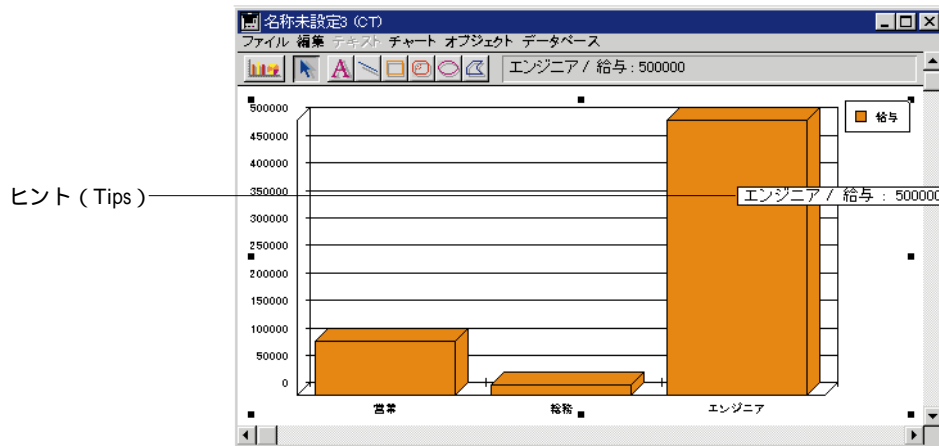 名称未設定3 (CT)
ファイル 編集 テキスト チャート オブジェクト データベース
A エンジニア / 給与 : 500000
500000
450000
400000
350000
300000
250000
200000
150000
100000
50000
0
給与
ヒント ( Tips )
エンジニア / 給与 : 500000
営業 総務 エンジニア